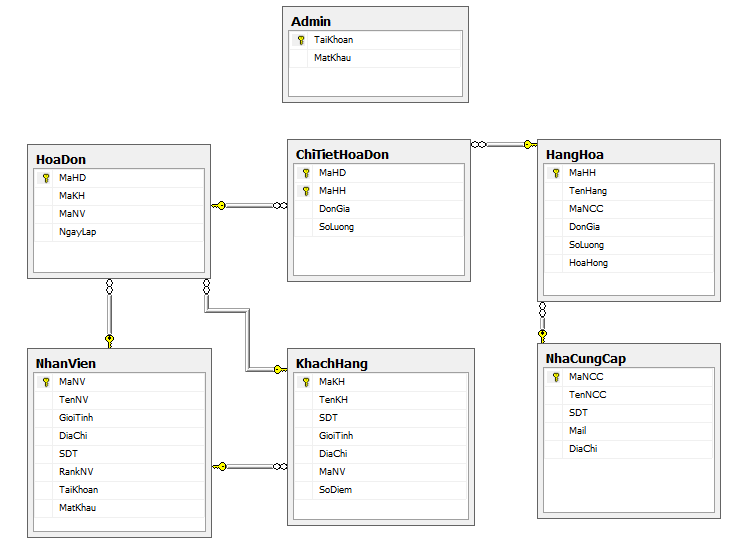 Admin
TaiKhoan
MatKhau
HoaDon
MaHD
MaKH
MaNV
NgayLap
ChiTietHoaDon
MaHD
MaHH
DonGia
SoLuong
HangHoa
MaHH
TenHang
MaNCC
DonGia
SoLuong
HoaHong
NhanVien
MaNV
TenNV
GioiTinh
DiaChi
SDT
RankNV
TaiKhoan
MatKhau
KhachHang
MaKH
TenKH
SDT
GioiTinh
DiaChi
MaNV
SoDiem
NhaCungCap
MaNCC
TenNCC
SDT
Mail
DiaChi